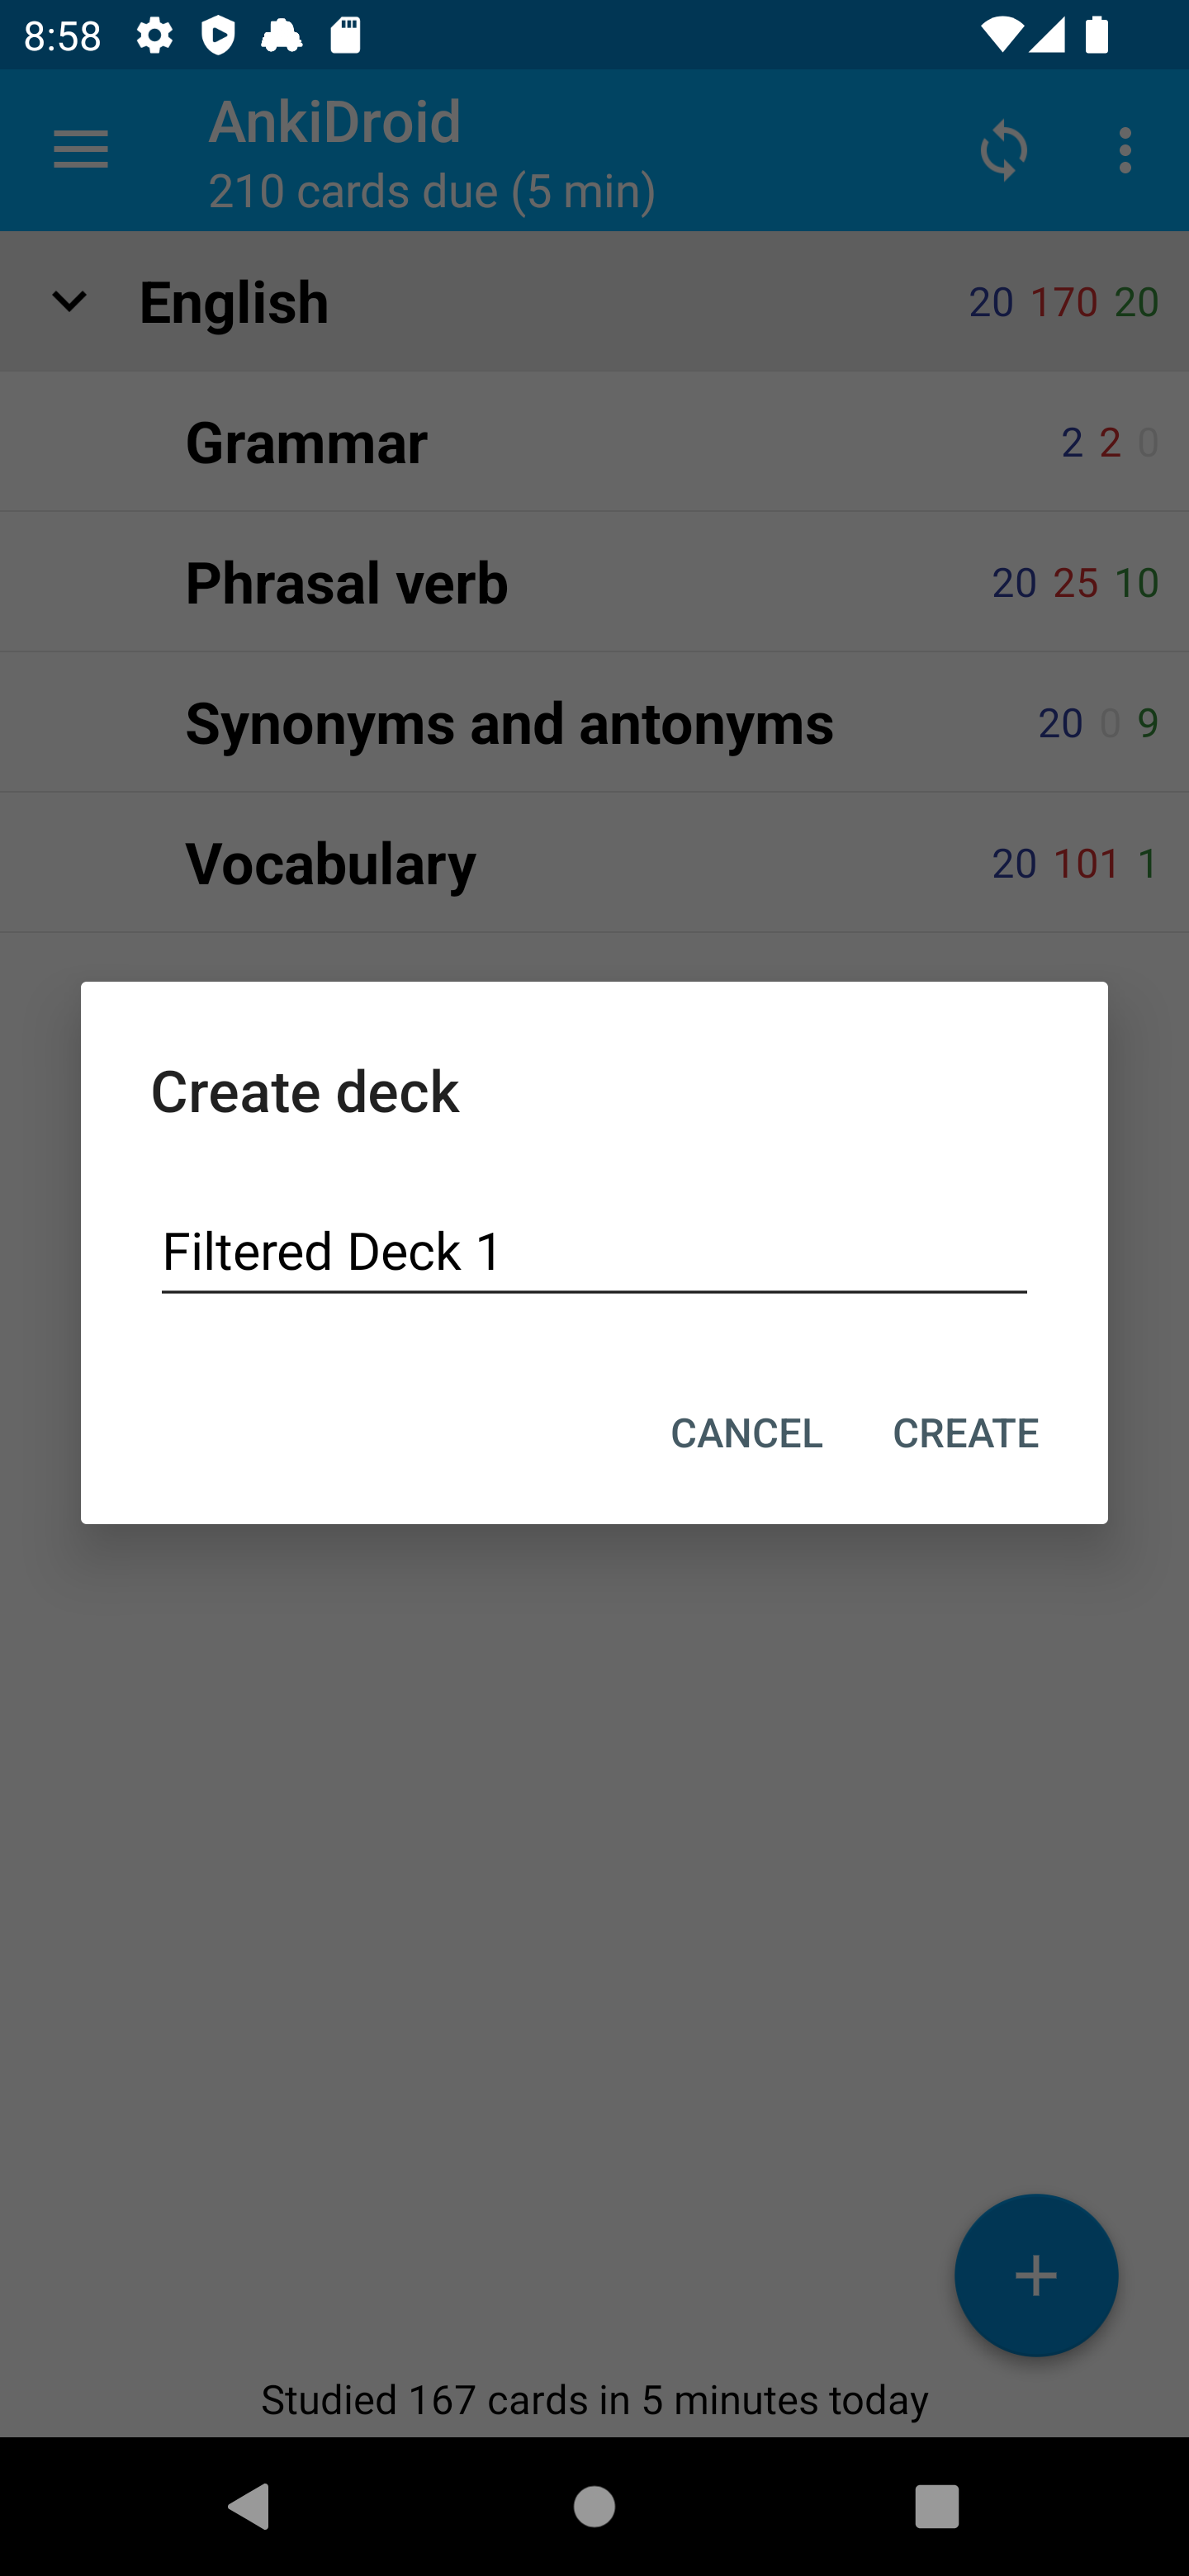 8:58
AnkiDroid
210 cards due (5 min)
English 20 170 20
Grammar 2 2 0
Phrasal verb 20 25 10
Synonyms and antonyms 20 0 9
Vocabulary 20 101 1
Create deck
Filtered Deck 1
CANCEL CREATE
Studied 167 cards in 5 minutes today